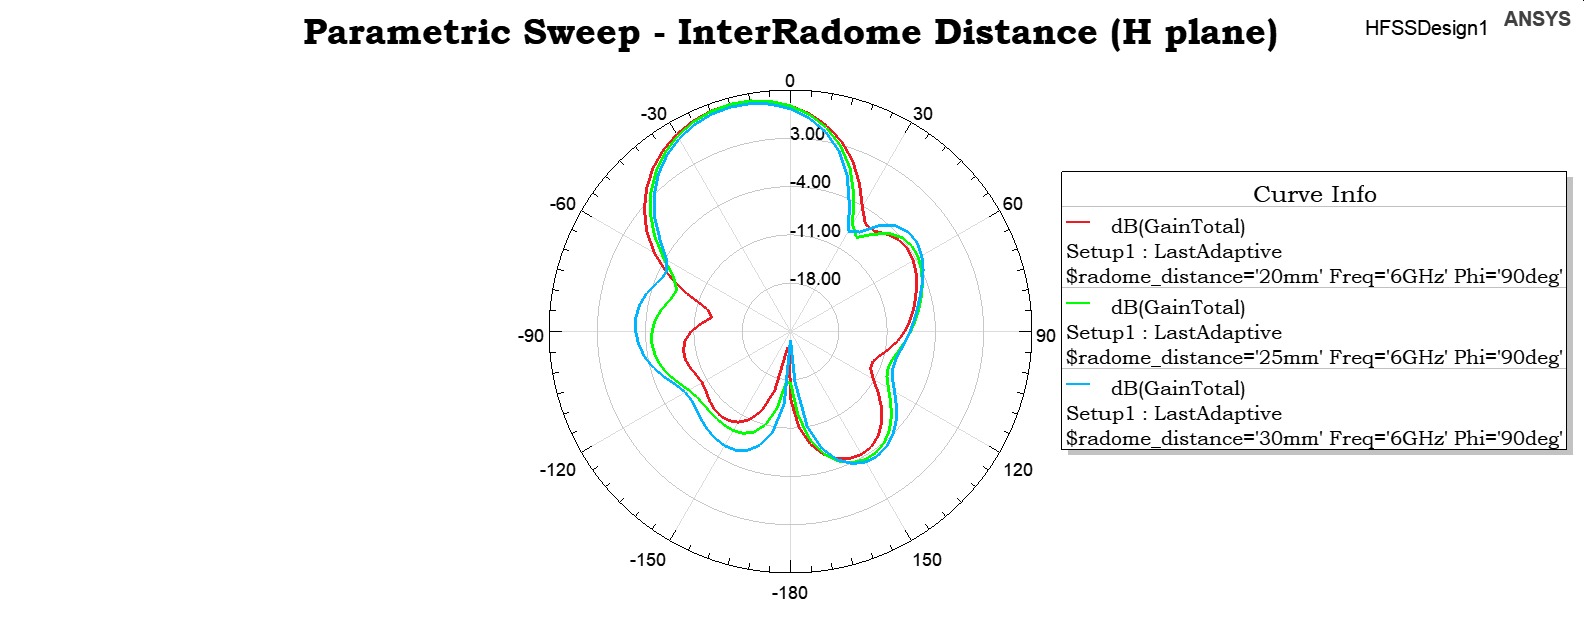 Parametric Sweep - InterRadome Distance (H plane)
HFSSDesign1
ANSYS
0
-30
30
3.00
-4.00
-60
60
-11.00
-18.00
-90
90
-120
120
-150
150
-180
Curve Info
dB(GainTotal)
Setup1 : LastAdaptive
$radome_distance='20mm' Freq='6GHz' Phi='90deg'
dB(GainTotal)
Setup1 : LastAdaptive
$radome_distance='25mm' Freq='6GHz' Phi='90deg'
dB(GainTotal)
Setup1 : LastAdaptive
$radome_distance='30mm' Freq='6GHz' Phi='90deg'